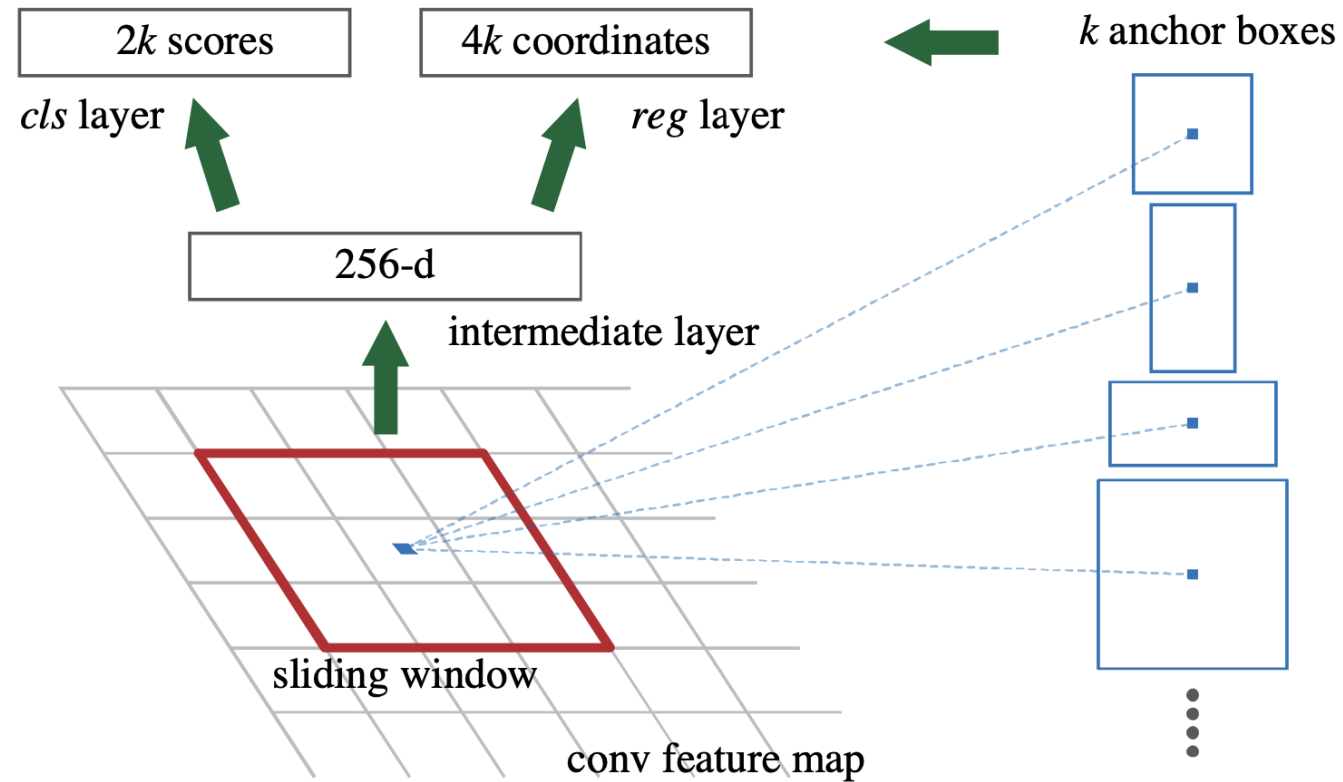 2k scores
4k coordinates
k anchor boxes
cls layer
reg layer
256-d
intermediate layer
sliding window
conv feature map